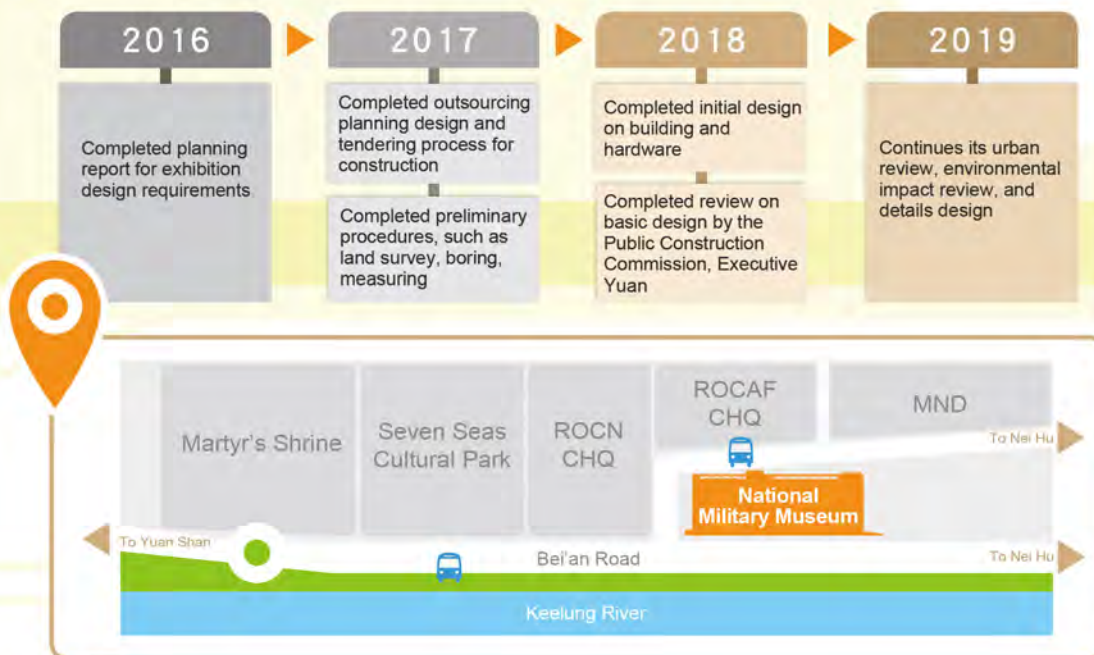 2016
Completed planning
report for exhibition
design requirements
2017
Completed outsourcing
planning design and
tendering process for
construction
Completed preliminary
procedures, such as
land survey, boring,
measuring
2018
Completed initial design
on building and
hardware
Completed review on
basic design by the
Public Construction
Commission, Executive
Yuan
2019
Continues its urban
review, environmental
impact review, and
details design
Martyr's Shrine
Seven Seas
Cultural Park
ROCN
CHQ
ROCAF
CHQ
MND
To Nei Hu
National
Military Museum
To Yuan Shan
Bei'an Road
To Nei Hu
Keelung River